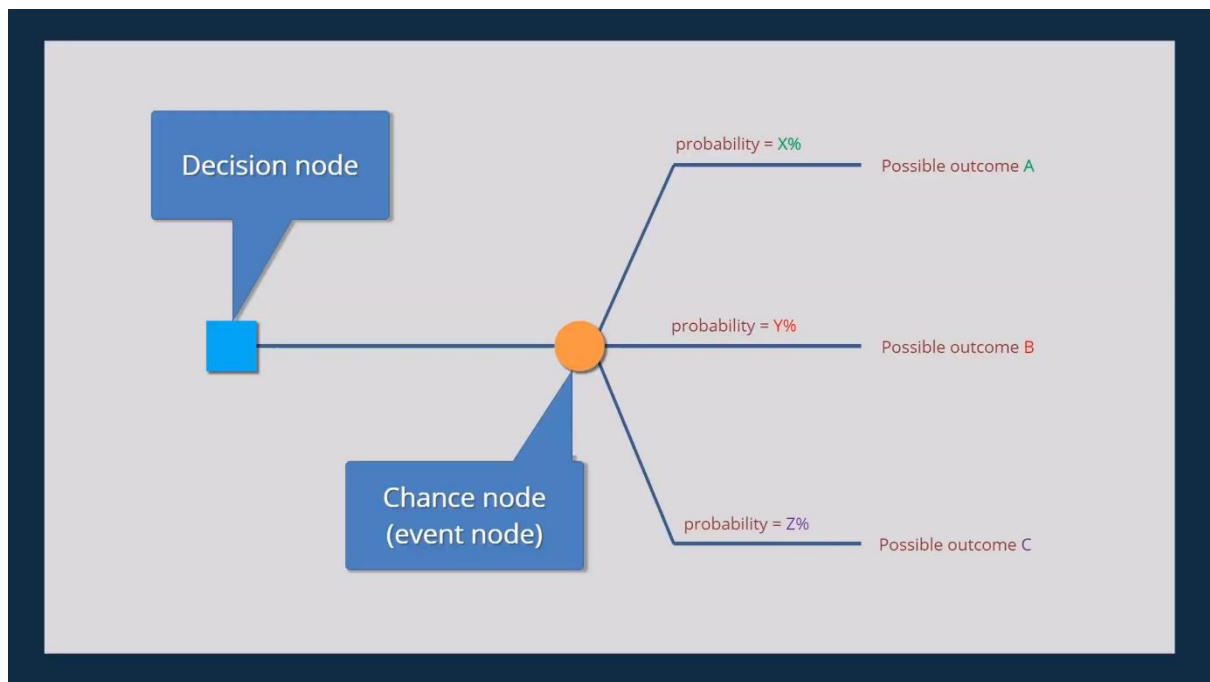 Decision node
probability = X%
Possible outcome A
probability = Y%
Possible outcome B
Chance node
(event node)
probability = Z%
Possible outcome C